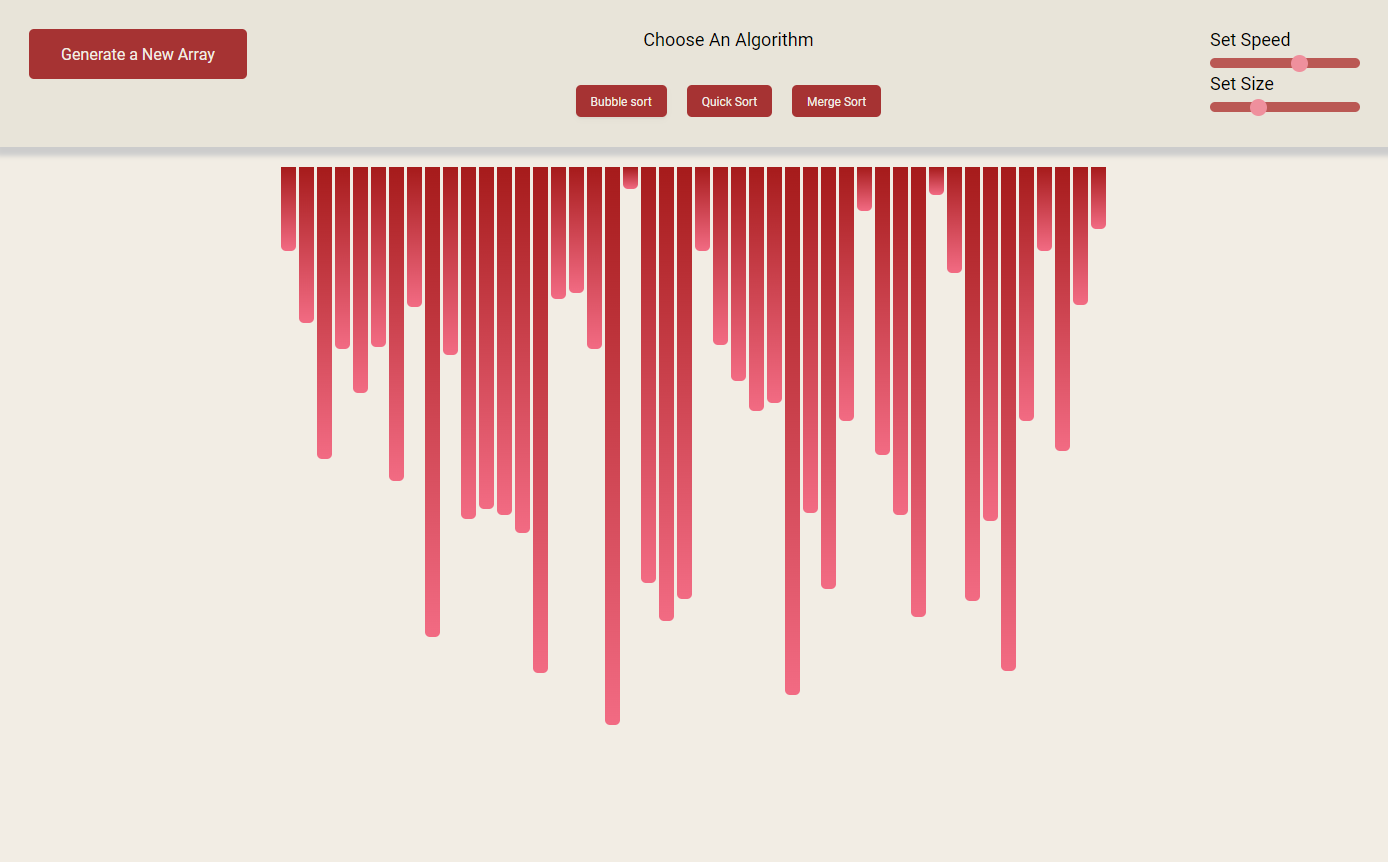 Generate a New Array
Choose An Algorithm
Bubble sort
Quick Sort
Merge Sort
Set Speed
Set Size